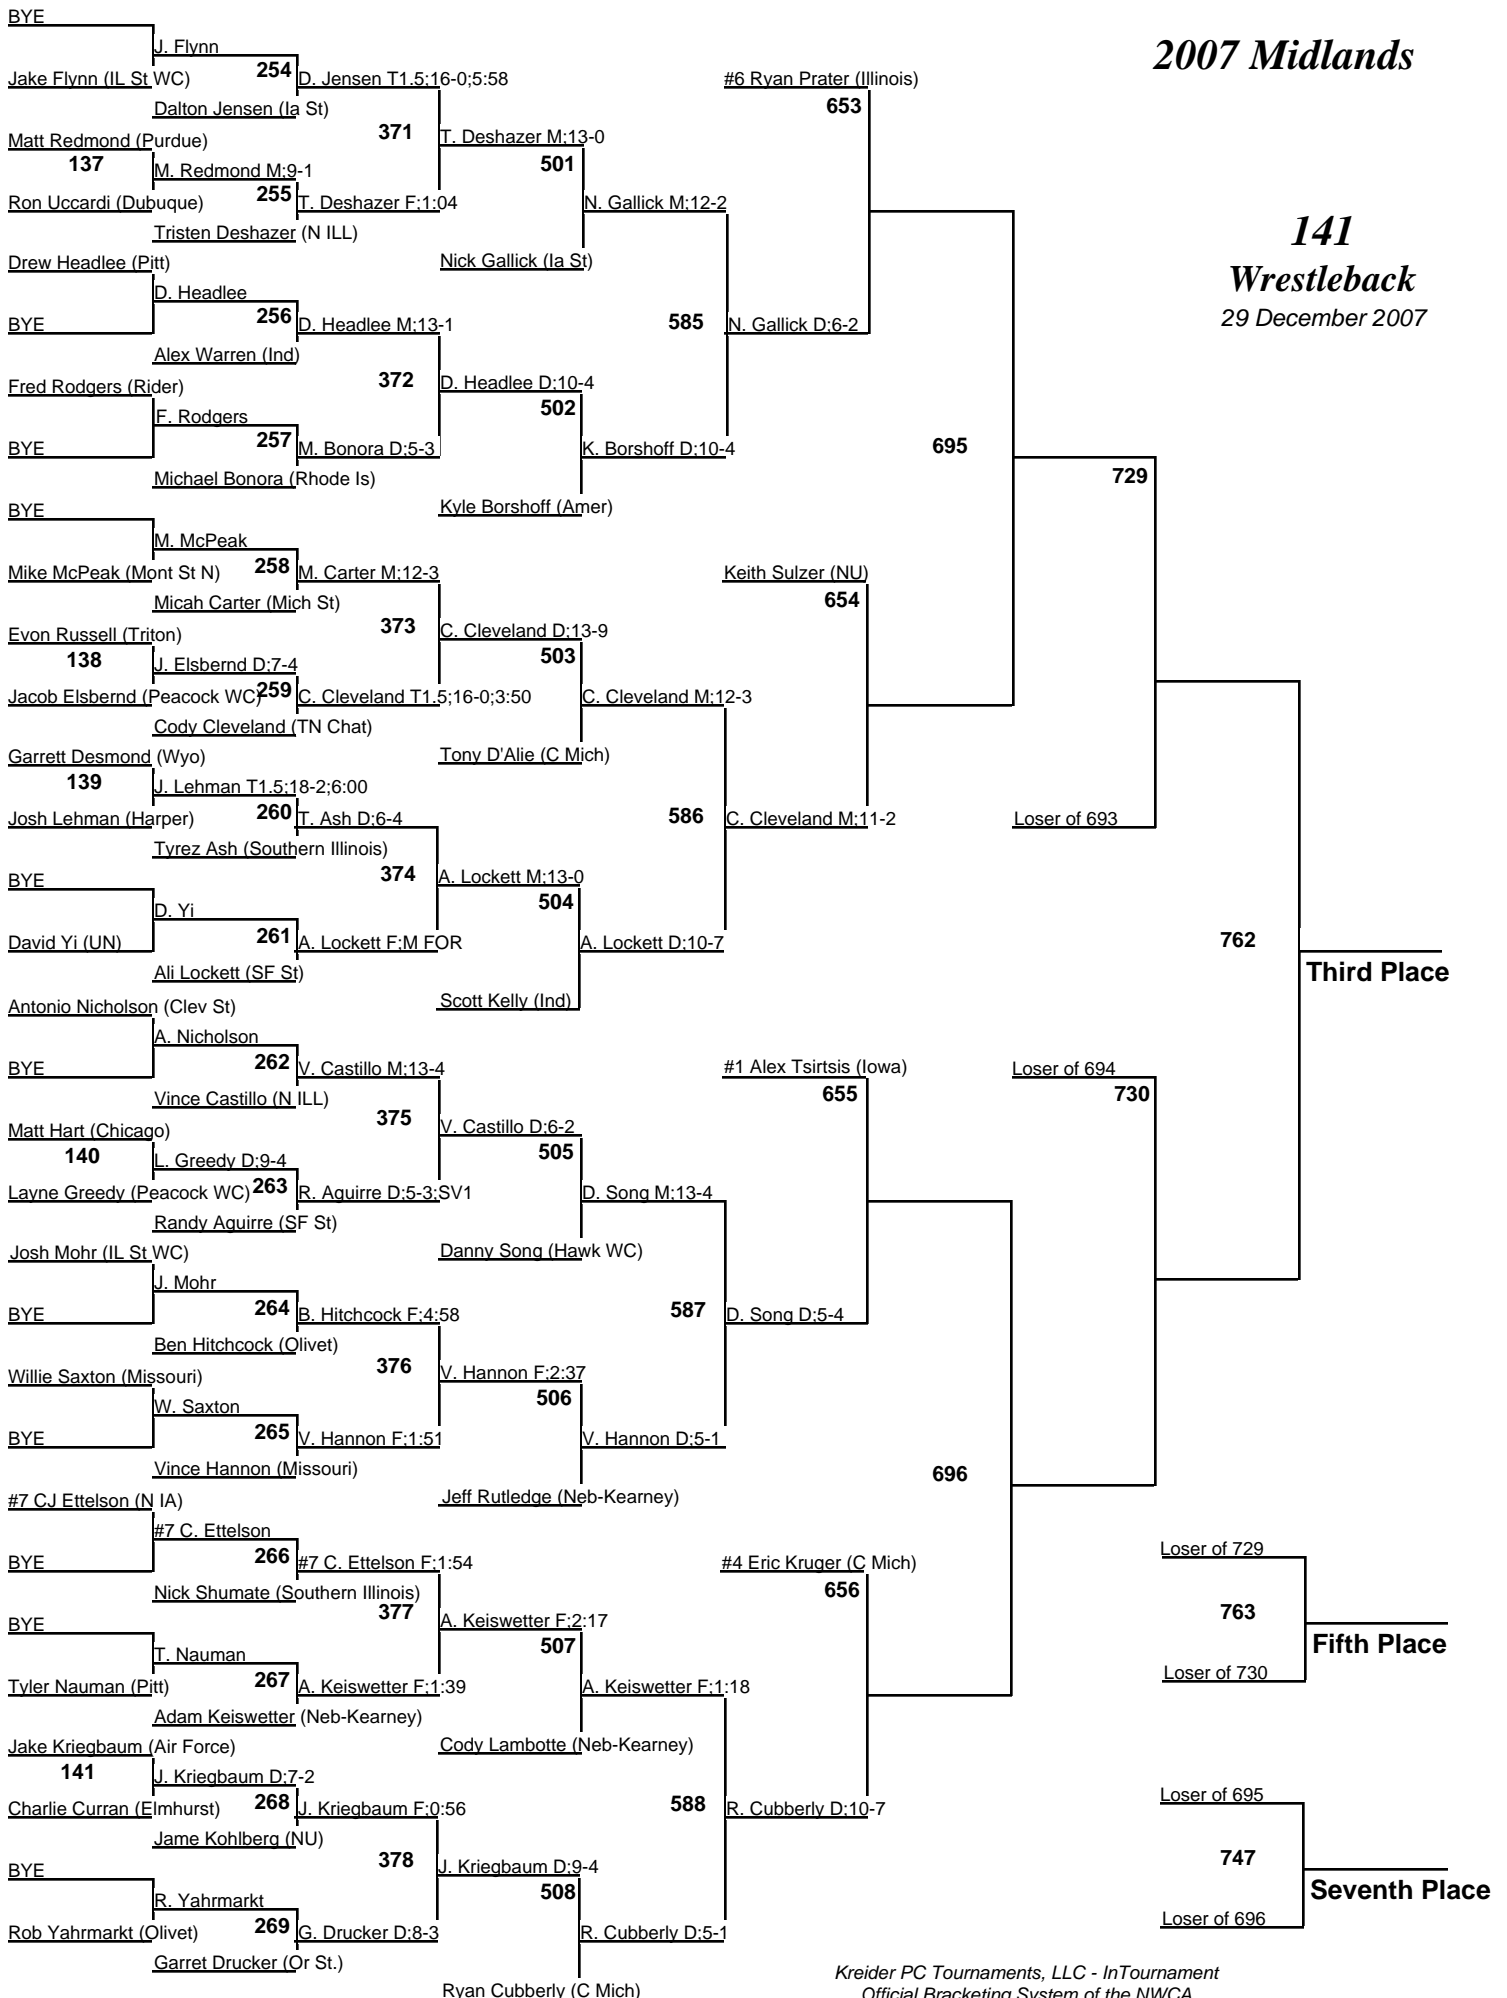 BYE
2007 Midlands
J. Flynn
Jake Flynn (IL St WC)
254
D. Jensen T1.5;16-0;5:58
#6 Ryan Prater (Illinois)
Dalton Jensen (Ia St)
653
371
T. Deshazer M;13-0
Matt Redmond (Purdue)
137
M. Redmond M;9-1
501
Ron Uccardi (Dubuque)
255
T. Deshazer F;1:04
N. Gallick M;12-2
Tristen Deshazer (N ILL)
141
Wrestleback
29 December 2007
Drew Headlee (Pitt)
Nick Gallick (Ia St)
D. Headlee
BYE
256
D. Headlee M;13-1
585
N. Gallick D;6-2
Alex Warren (Ind)
Fred Rodgers (Rider)
372
D. Headlee D;10-4
F. Rodgers
502
BYE
257
M. Bonora D;5-3
K. Borshoff D;10-4
695
Michael Bonora (Rhode Is)
729
BYE
Kyle Borshoff (Amer)
M. McPeak
Mike McPeak (Mont St N)
258
M. Carter M;12-3
Keith Sulzer (NU)
Micah Carter (Mich St)
654
Evon Russell (Triton)
373
C. Cleveland D;13-9
138
J. Elsbernd D;7-4
503
Jacob Elsbernd (Peacock WC)
259
C. Cleveland T1.5;16-0;3:50
C. Cleveland M;12-3
Cody Cleveland (TN Chat)
Garrett Desmond (Wyo)
Tony D'Alie (C Mich)
139
J. Lehman T1.5;18-2;6:00
Josh Lehman (Harper)
260
T. Ash D;6-4
586
C. Cleveland M;11-2
Loser of 693
Tyrez Ash (Southern Illinois)
BYE
374
A. Lockett M;13-0
D. Yi
504
David Yi (UN)
261
A. Lockett F;M FOR
A. Lockett D;10-7
762
Third Place
Ali Lockett (SF St)
Antonio Nicholson (Clev St)
Scott Kelly (Ind)
A. Nicholson
BYE
262
V. Castillo M;13-4
#1 Alex Tsirtsis (Iowa)
Loser of 694
Vince Castillo (N ILL)
655
730
Matt Hart (Chicago)
375
V. Castillo D;6-2
140
L. Greedy D;9-4
505
Layne Greedy (Peacock WC)
263
R. Aguirre D;5-3;SV1
D. Song M;13-4
Randy Aguirre (SF St)
Josh Mohr (IL St WC)
Danny Song (Hawk WC)
J. Mohr
BYE
264
B. Hitchcock F;4:58
587
D. Song D;5-4
Ben Hitchcock (Olivet)
Willie Saxton (Missouri)
376
V. Hannon F;2:37
W. Saxton
506
BYE
265
V. Hannon F;1:51
V. Hannon D;5-1
Vince Hannon (Missouri)
696
#7 CJ Ettelson (N IA)
Jeff Rutledge (Neb-Kearney)
#7 C. Ettelson
BYE
266
#7 C. Ettelson F;1:54
#4 Eric Kruger (C Mich)
Loser of 729
Nick Shumate (Southern Illinois)
656
BYE
377
A. Keiswetter F;2:17
763
T. Nauman
507
Fifth Place
Tyler Nauman (Pitt)
267
A. Keiswetter F;1:39
A. Keiswetter F;1:18
Loser of 730
Adam Keiswetter (Neb-Kearney)
Jake Kriegbaum (Air Force)
Cody Lambotte (Neb-Kearney)
141
J. Kriegbaum D;7-2
Charlie Curran (Elmhurst)
268
J. Kriegbaum F;0:56
588
R. Cubberly D;10-7
Loser of 695
Jame Kohlberg (NU)
BYE
378
J. Kriegbaum D;9-4
747
R. Yahrmarkt
508
Seventh Place
Rob Yahrmarkt (Olivet)
269
G. Drucker D;8-3
R. Cubberly D;5-1
Loser of 696
Garret Drucker (Or St.)
Ryan Cubberly (C Mich)
Kreider PC Tournaments, LLC - InTournament
Official Bracketing System of the NWCA